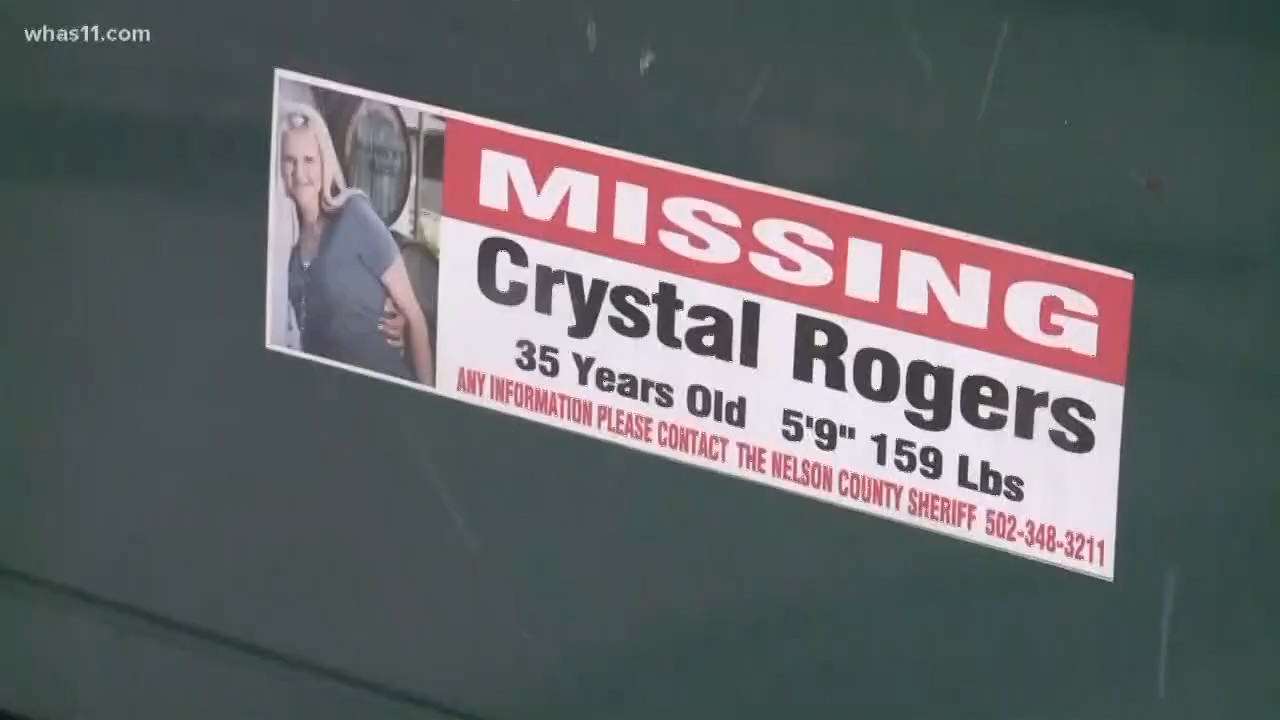 whas11.com
MISSING
Crystal Rogers
35 Years Old 5'9" 159 Lbs
ANY INFORMATION PLEASE CONTACT THE NELSON COUNTY SHERIFF 502-348-3211